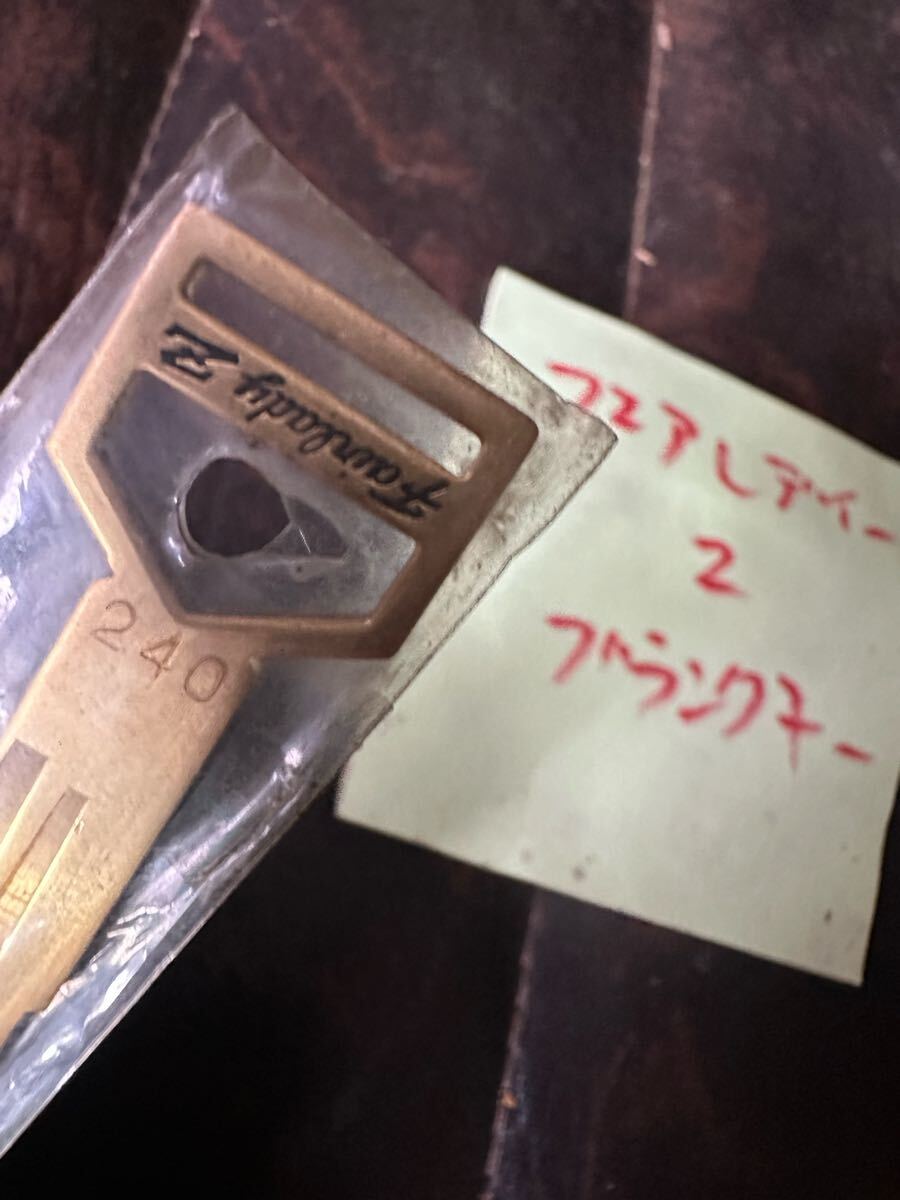 Fairlady Z
240
フェアレディー
Z
ブランクキー